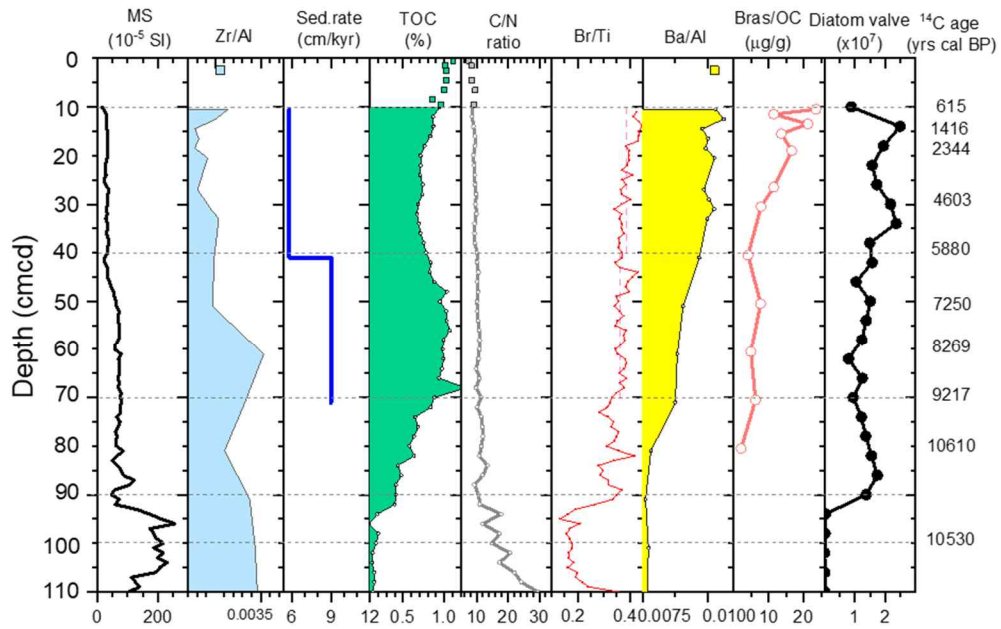 MS
(10⁻⁵ SI)
Zr/Al
Sed.rate
(cm/kyr)
TOC
(%)
C/N
ratio
Br/Ti
Ba/Al
Bras/OC
(μg/g)
Diatom valve
(x10⁷)
¹⁴C age
(yrs cal BP)
Depth (cmcd)
0
10
20
30
40
50
60
70
80
90
100
110
615
1416
2344
4603
5880
7250
8269
9217
10610
10530
0 200
0.0035
6 9 12
0.5 1.0
10 20 30
0.2 0.40
0.0075 0.0100
10 20
1 2